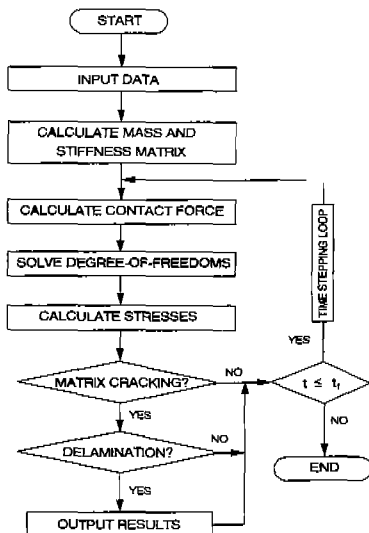 START
INPUT DATA
CALCULATE MASS AND
STIFFNESS MATRIX
CALCULATE CONTACT FORCE
SOLVE DEGREE-OF-FREEDOMS
CALCULATE STRESSES
MATRIX CRACKING?
NO
YES
DELAMINATION?
NO
YES
OUTPUT RESULTS
TIME STEPPING LOOP
YES
t ≤ t_f
NO
END